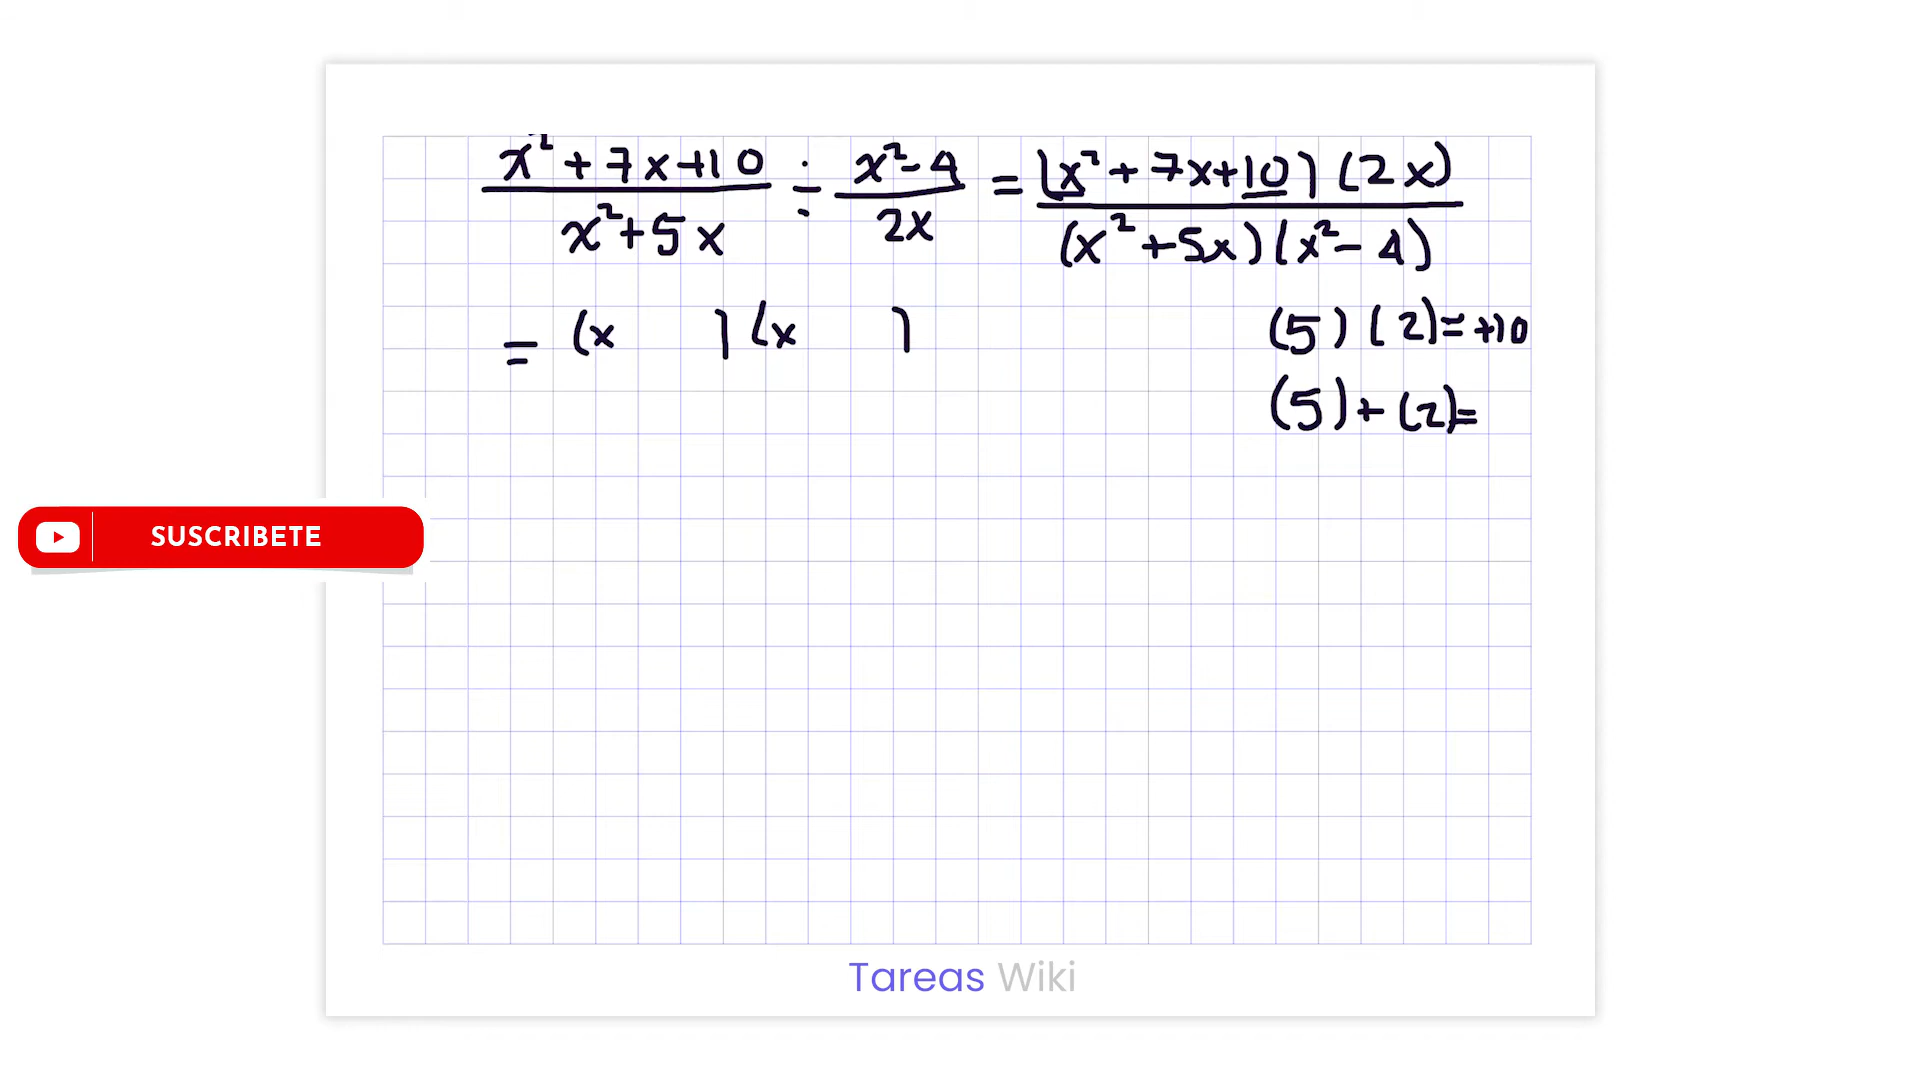 x²+7x+10 / x²+5x ÷ x²-4 / 2x = (x²+7x+10)(2x) / (x²+5x)(x²-4)
= (x    )(x    )
(5)(2)=+10
(5)+(2)=
SUSCRIBETE
Tareas Wiki